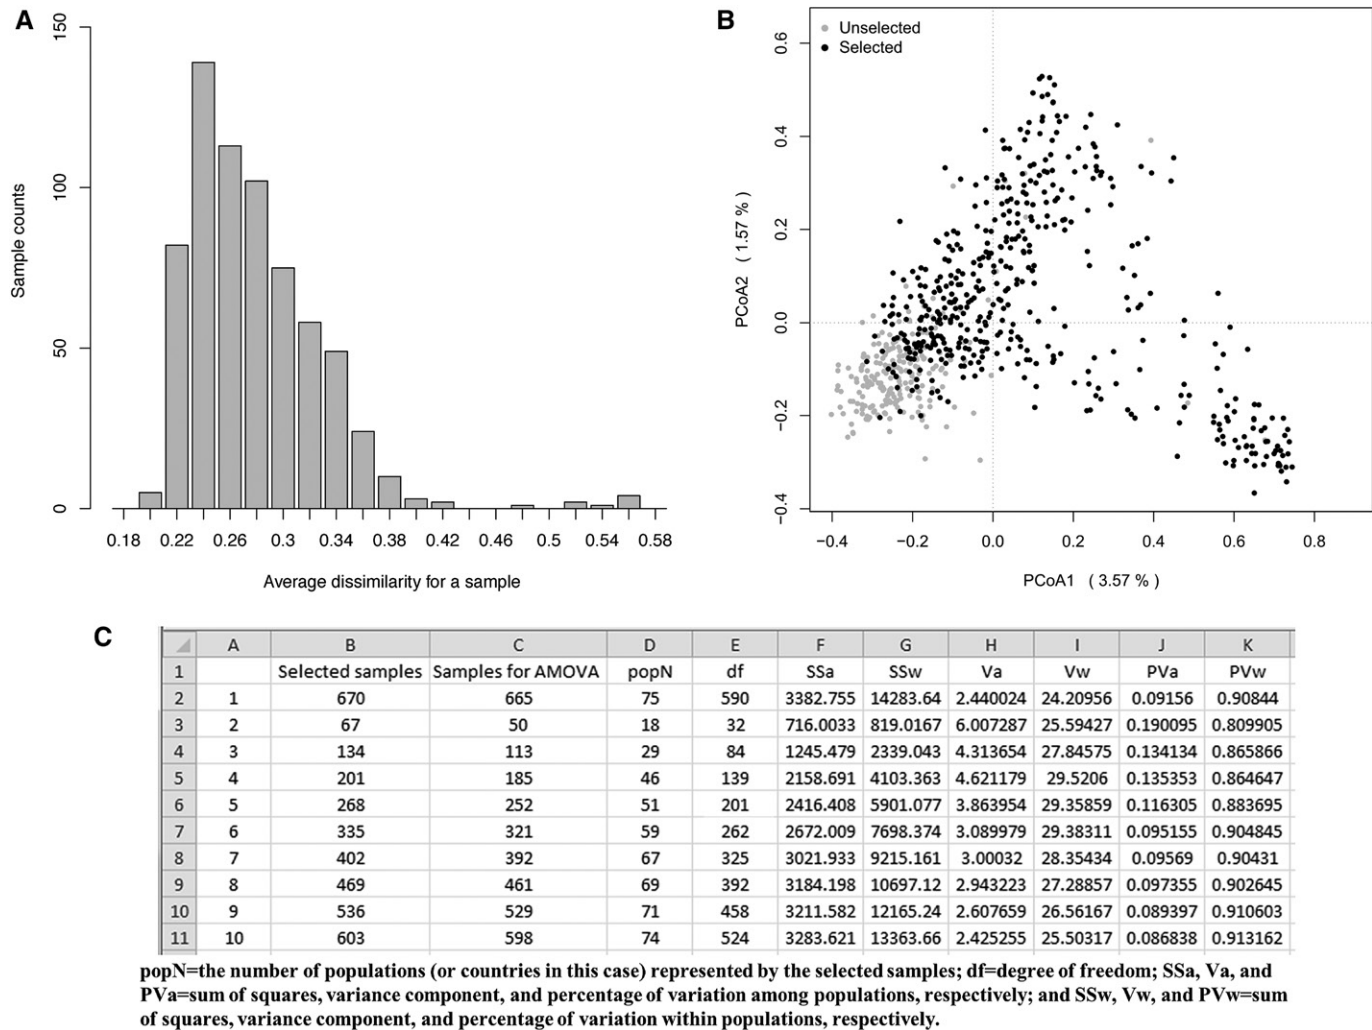 A
150
100
50
0
Sample counts
0.18 0.22 0.26 0.3 0.34 0.38 0.42 0.46 0.5 0.54 0.58
Average dissimilarity for a sample
B
Unselected
Selected
0.6
0.4
0.2
0.0
−0.2
−0.4
PCoA2 ( 1.57 % )
−0.4 −0.2 0.0 0.2 0.4 0.6 0.8
PCoA1 ( 3.57 % )
C
A B C D E F G H I J K
1 Selected samples Samples for AMOVA popN df SSa SSw Va Vw PVa PVw
2 1 670 665 75 590 3382.755 14283.64 2.440024 24.20956 0.09156 0.90844
3 2 67 50 18 32 716.0033 819.0167 6.007287 25.59427 0.190095 0.809905
4 3 134 113 29 84 1245.479 2339.043 4.313654 27.84575 0.134134 0.865866
5 4 201 185 46 139 2158.691 4103.363 4.621179 29.5206 0.135353 0.864647
6 5 268 252 51 201 2416.408 5901.077 3.863954 29.35859 0.116305 0.883695
7 6 335 321 59 262 2672.009 7698.374 3.089979 29.38311 0.095155 0.904845
8 7 402 392 67 325 3021.933 9215.161 3.00032 28.35434 0.09569 0.90431
9 8 469 461 69 392 3184.198 10697.12 2.943223 27.28857 0.097355 0.902645
10 9 536 529 71 458 3211.582 12165.24 2.607659 26.56167 0.089397 0.910603
11 10 603 598 74 524 3283.621 13363.66 2.425255 25.50317 0.086838 0.913162
popN=the number of populations (or countries in this case) represented by the selected samples; df=degree of freedom; SSa, Va, and
PVa=sum of squares, variance component, and percentage of variation among populations, respectively; and SSw, Vw, and PVw=sum
of squares, variance component, and percentage of variation within populations, respectively.